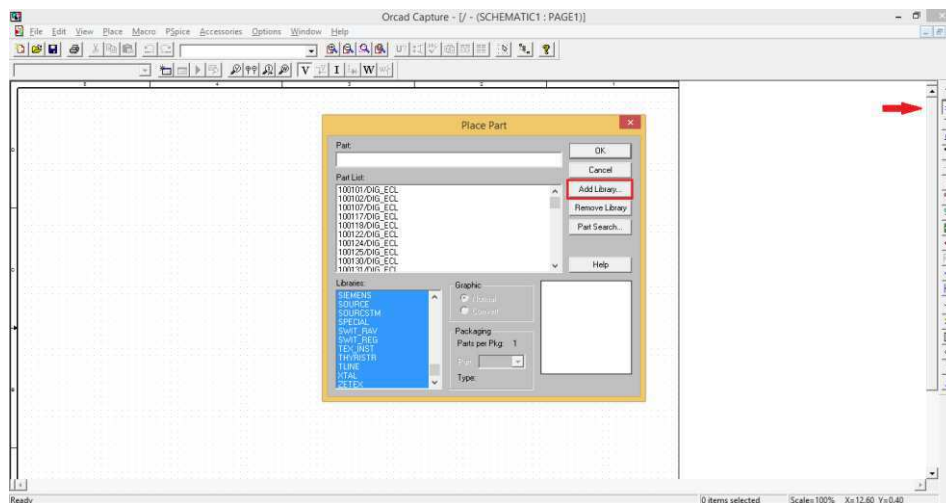 Orcad Capture - [/ - (SCHEMATIC1 : PAGE1)]
File Edit View Place Macro PSpice Accessories Options Window Help
V I W
Place Part
Part:
OK
Cancel
Part List:
Add Library...
100101/DIG_ECL
100102/DIG_ECL
100107/DIG_ECL
100117/DIG_ECL
100118/DIG_ECL
100122/DIG_ECL
100124/DIG_ECL
100125/DIG_ECL
100130/DIG_ECL
100131/DIG_ECL
Remove Library
Part Search...
Help
Libraries:
SIEMENS
SOURCE
SOURCSTM
SPECIAL
SWIT_RAV
SWIT_REG
TEX_INST
THYRISTR
TLINE
XTAL
ZETEX
Graphic
Normal
Convert
Packaging
Parts per Pkg: 1
Part:
Type:
Ready
0 items selected Scale=100% X=12.60 Y=0.40